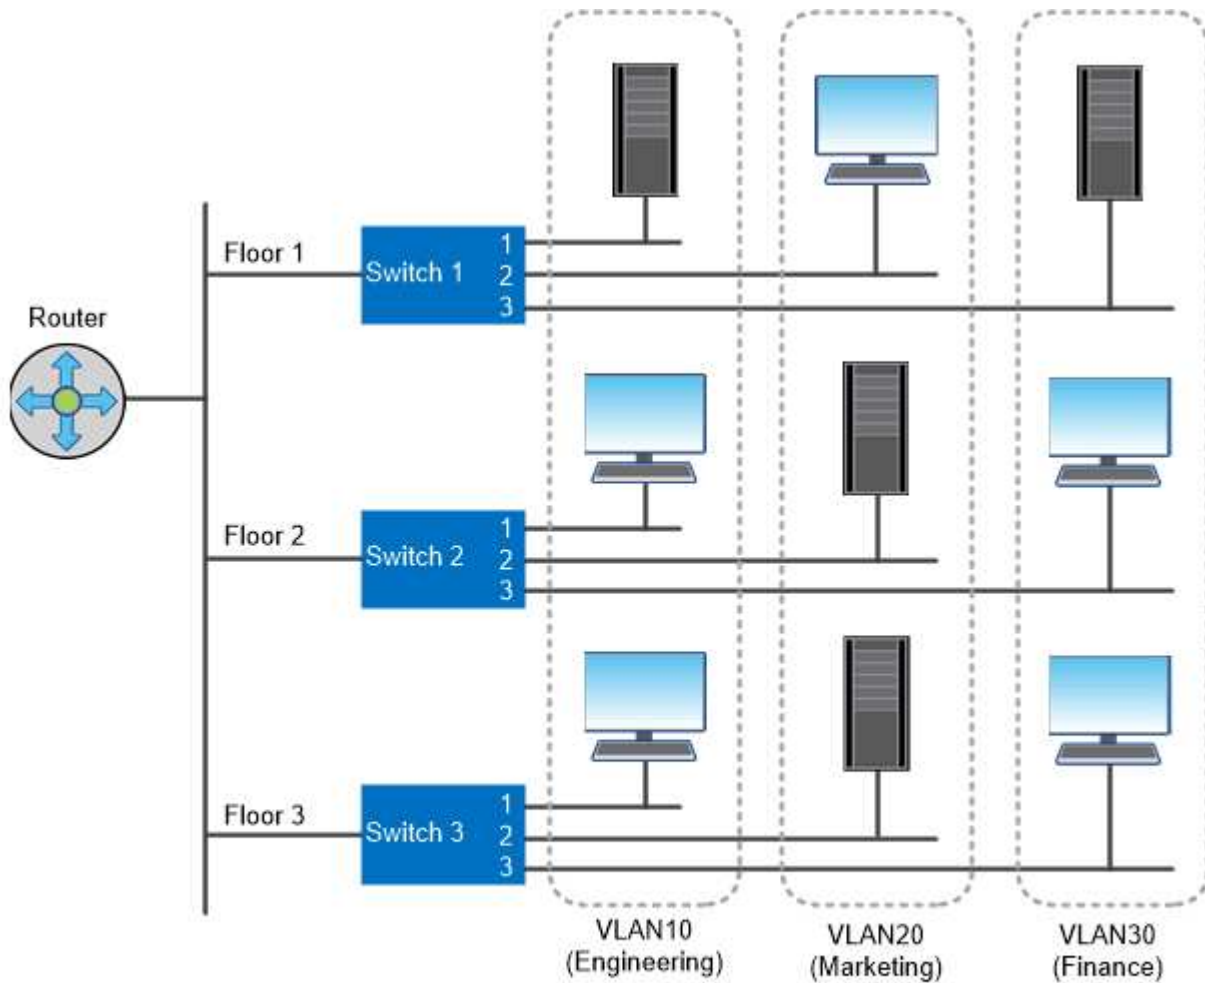 Floor 1
Switch 1
1
2
3
Router
Floor 2
Switch 2
1
2
3
Floor 3
Switch 3
1
2
3
VLAN10
(Engineering)
VLAN20
(Marketing)
VLAN30
(Finance)